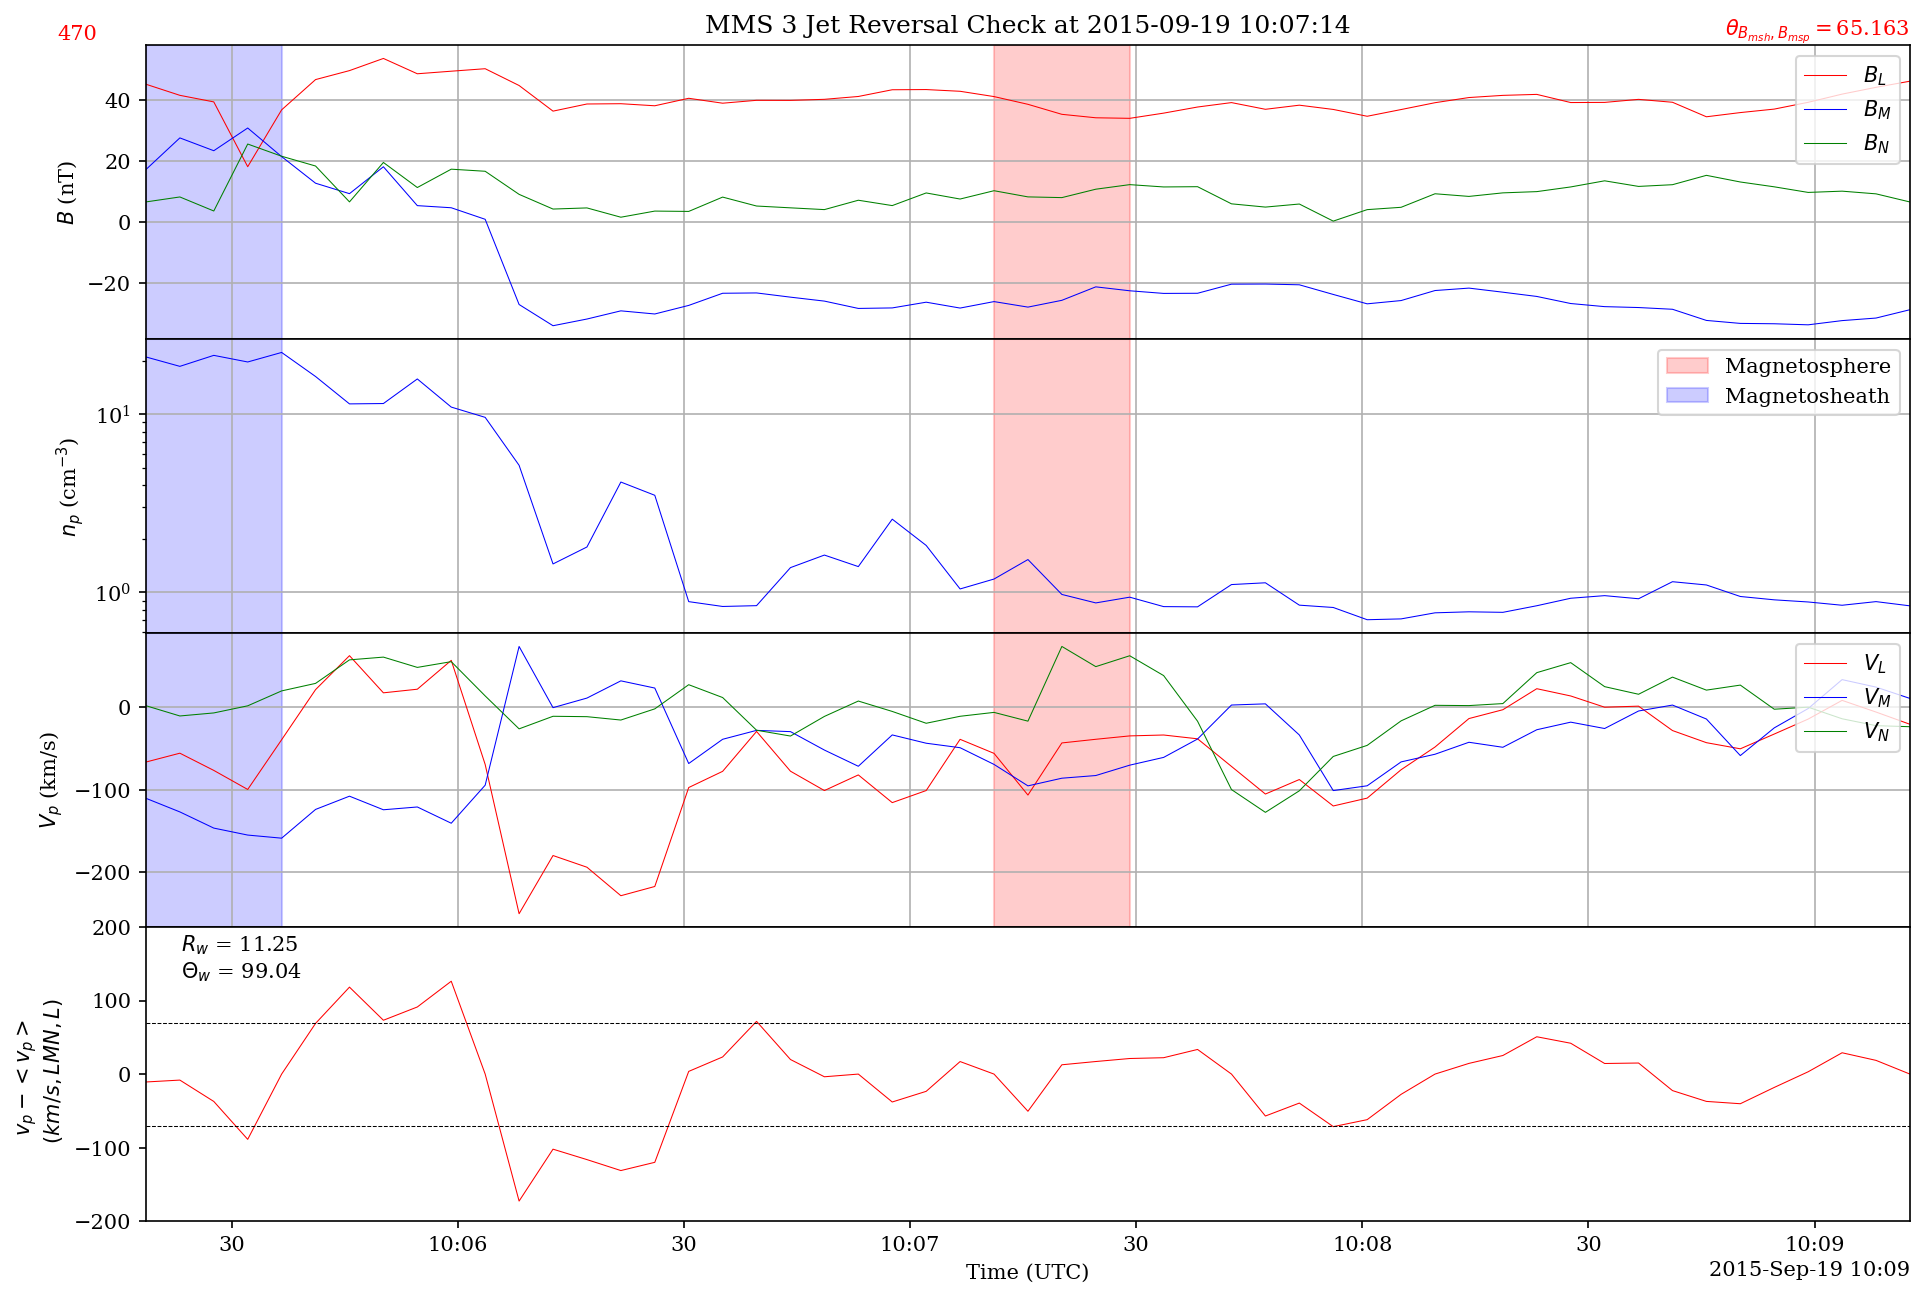 MMS 3 Jet Reversal Check at 2015-09-19 10:07:14
470
θ_{B_{msh}, B_{msp}} = 65.163
40
20
0
−20
B (nT)
B_L
B_M
B_N
10^1
10^0
n_p (cm^{−3})
Magnetosphere
Magnetosheath
0
−100
−200
V_p (km/s)
V_L
V_M
V_N
200
100
0
−100
−200
v_p − < v_p >
(km/s, LMN, L)
R_w = 11.25
Θ_w = 99.04
30
10:06
30
10:07
30
10:08
30
10:09
Time (UTC)
2015-Sep-19 10:09